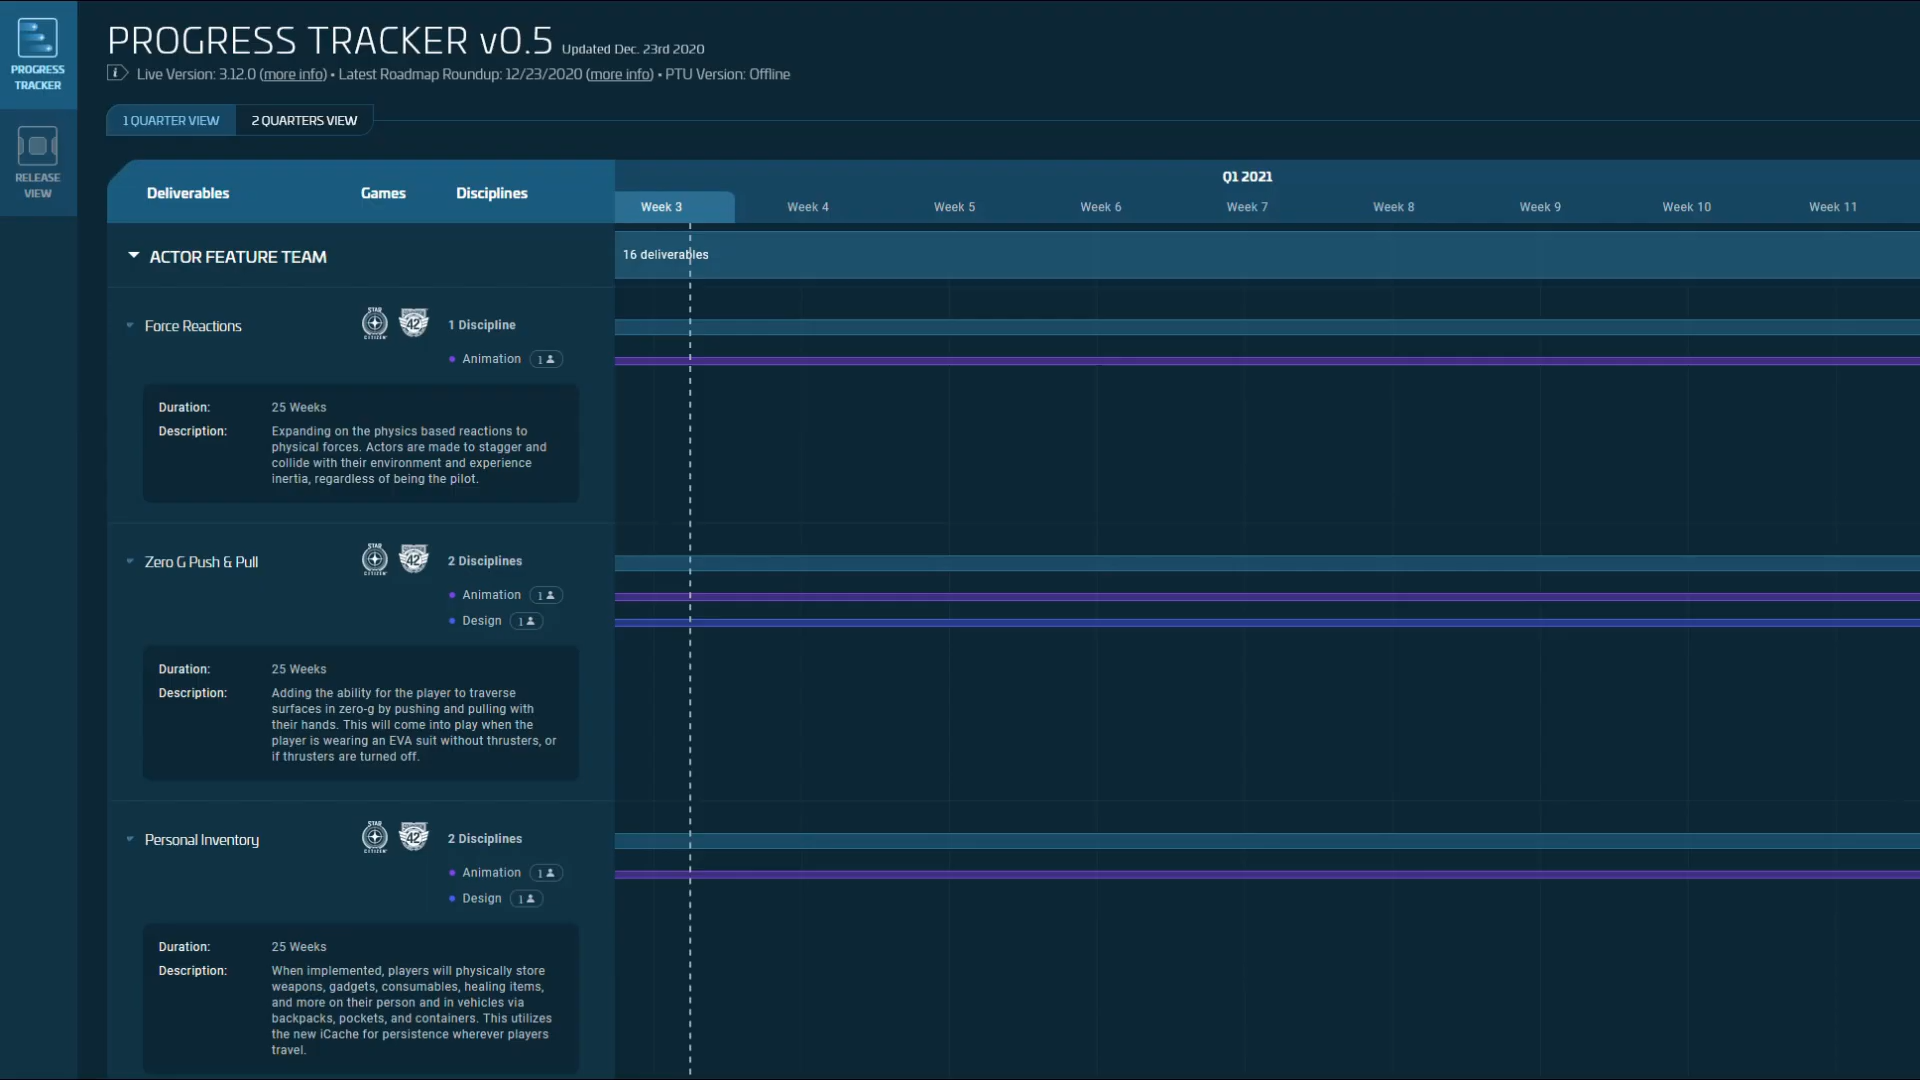 PROGRESS TRACKER
RELEASE VIEW
PROGRESS TRACKER v0.5 Updated Dec. 23rd 2020
i Live Version: 3.12.0 (more info) • Latest Roadmap Roundup: 12/23/2020 (more info) • PTU Version: Offline
1 QUARTER VIEW 2 QUARTERS VIEW
Deliverables Games Disciplines
Q1 2021
Week 3 Week 4 Week 5 Week 6 Week 7 Week 8 Week 9 Week 10 Week 11
ACTOR FEATURE TEAM
16 deliverables
Force Reactions STAR CITIZEN 42 1 Discipline
• Animation 1
Duration: 25 Weeks
Description: Expanding on the physics based reactions to
physical forces. Actors are made to stagger and
collide with their environment and experience
inertia, regardless of being the pilot.
Zero G Push & Pull STAR CITIZEN 42 2 Disciplines
• Animation 1
• Design 1
Duration: 25 Weeks
Description: Adding the ability for the player to traverse
surfaces in zero-g by pushing and pulling with
their hands. This will come into play when the
player is wearing an EVA suit without thrusters, or
if thrusters are turned off.
Personal Inventory STAR CITIZEN 42 2 Disciplines
• Animation 1
• Design 1
Duration: 25 Weeks
Description: When implemented, players will physically store
weapons, gadgets, consumables, healing items,
and more on their person and in vehicles via
backpacks, pockets, and containers. This utilizes
the new iCache for persistence wherever players
travel.